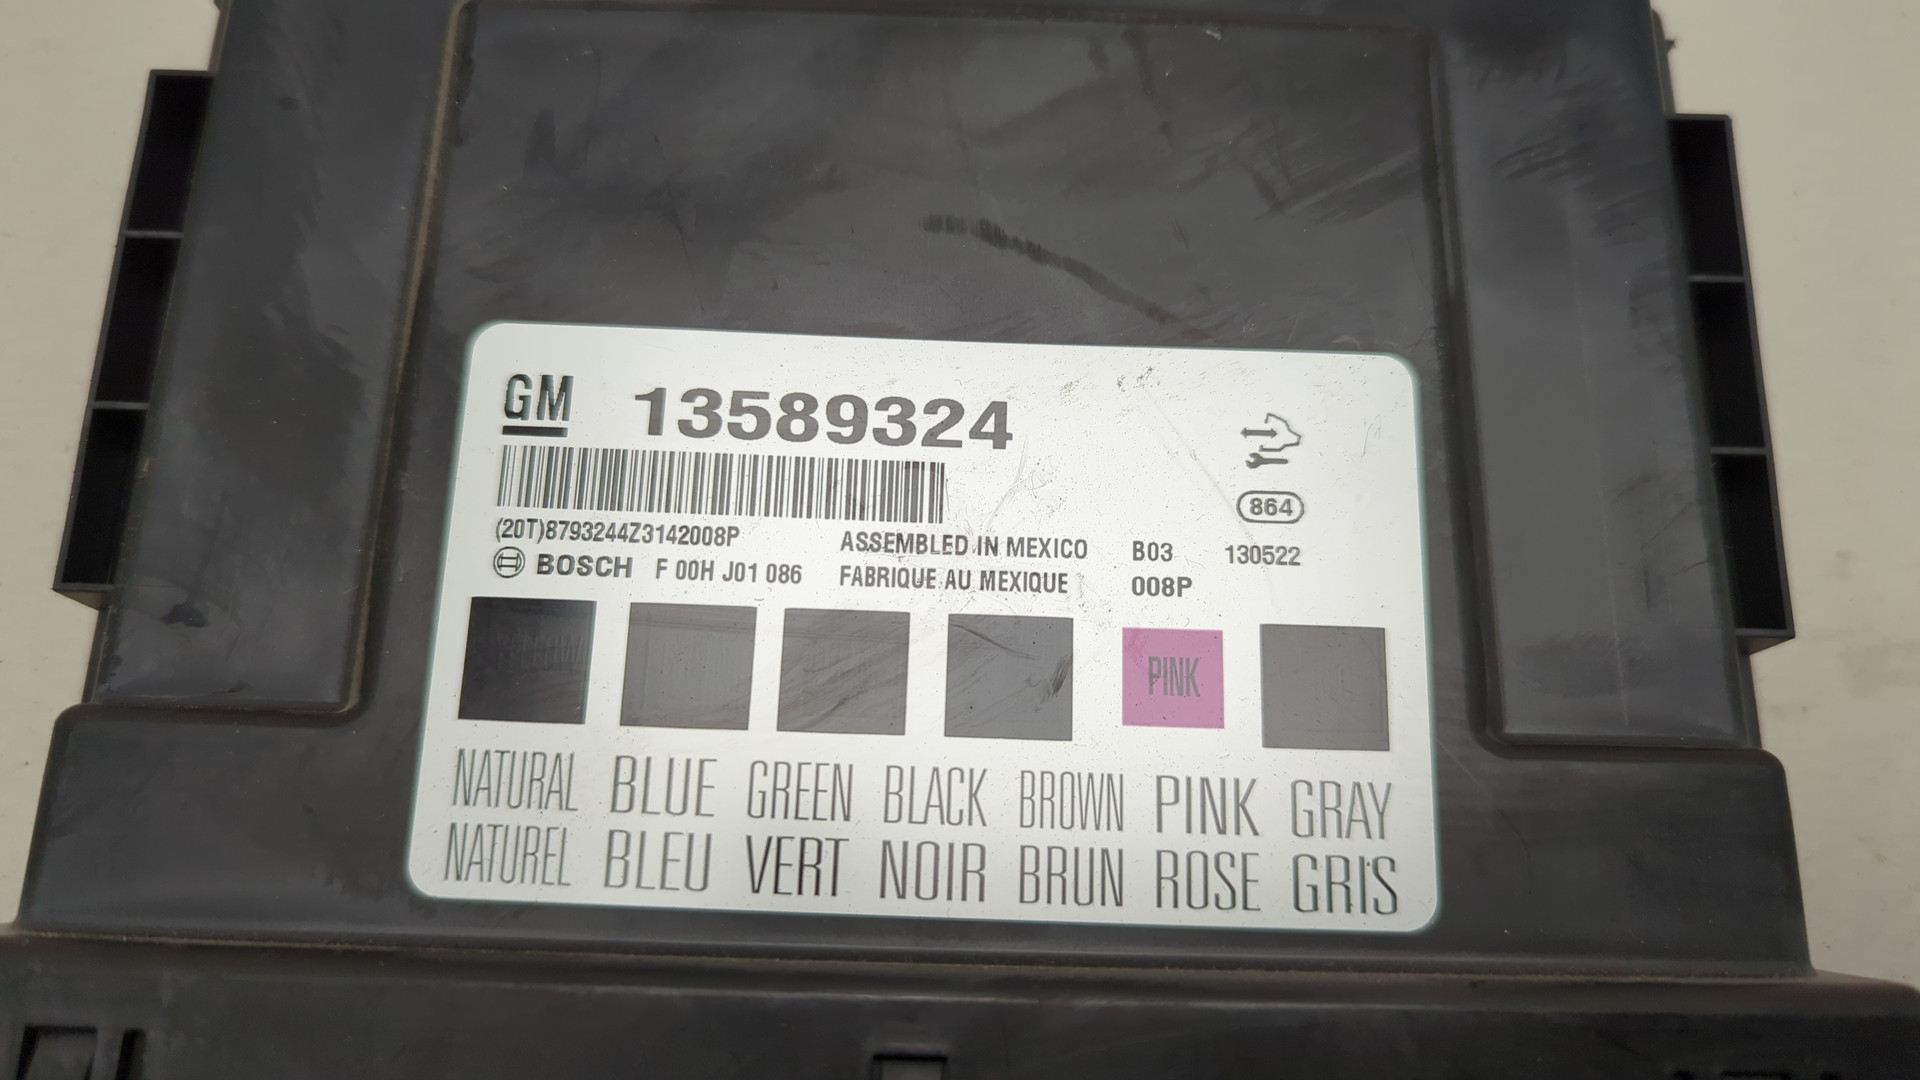 GM 13589324
864
(20T)8793244Z3142008P ASSEMBLED IN MEXICO B03 130522
BOSCH F 00H J01 086 FABRIQUE AU MEXIQUE 008P
PINK
NATURAL BLUE GREEN BLACK BROWN PINK GRAY
NATUREL BLEU VERT NOIR BRUN ROSE GRIS